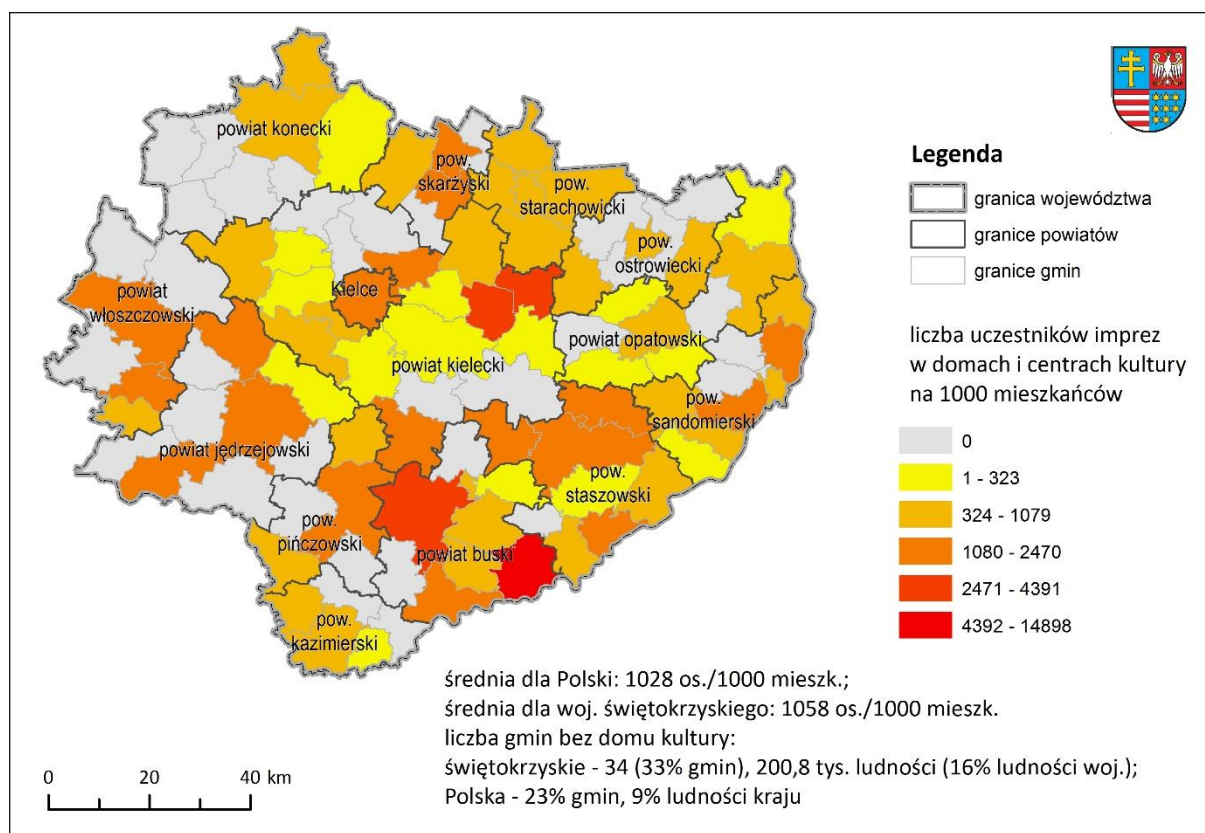 powiat konecki
pow.
skarżyski
pow.
starachowicki
pow.
ostrowiecki
Kielce
powiat
włoszczowski
powiat opatowski
powiat kielecki
pow.
sandomierski
powiat jędrzejowski
pow.
staszowski
pow.
pińczowski
powiat buski
pow.
kazimierski
Legenda
granica województwa
granice powiatów
granice gmin
liczba uczestników imprez
w domach i centrach kultury
na 1000 mieszkańców
0
1 - 323
324 - 1079
1080 - 2470
2471 - 4391
4392 - 14898
średnia dla Polski: 1028 os./1000 mieszk.;
średnia dla woj. świętokrzyskiego: 1058 os./1000 mieszk.
liczba gmin bez domu kultury:
świętokrzyskie - 34 (33% gmin), 200,8 tys. ludności (16% ludności woj.);
Polska - 23% gmin, 9% ludności kraju
0 20 40 km